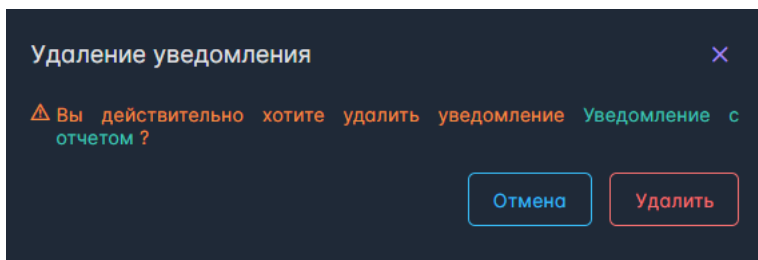 Удаление уведомления
Вы действительно хотите удалить уведомление Уведомление с
отчетом ?
Отмена
Удалить